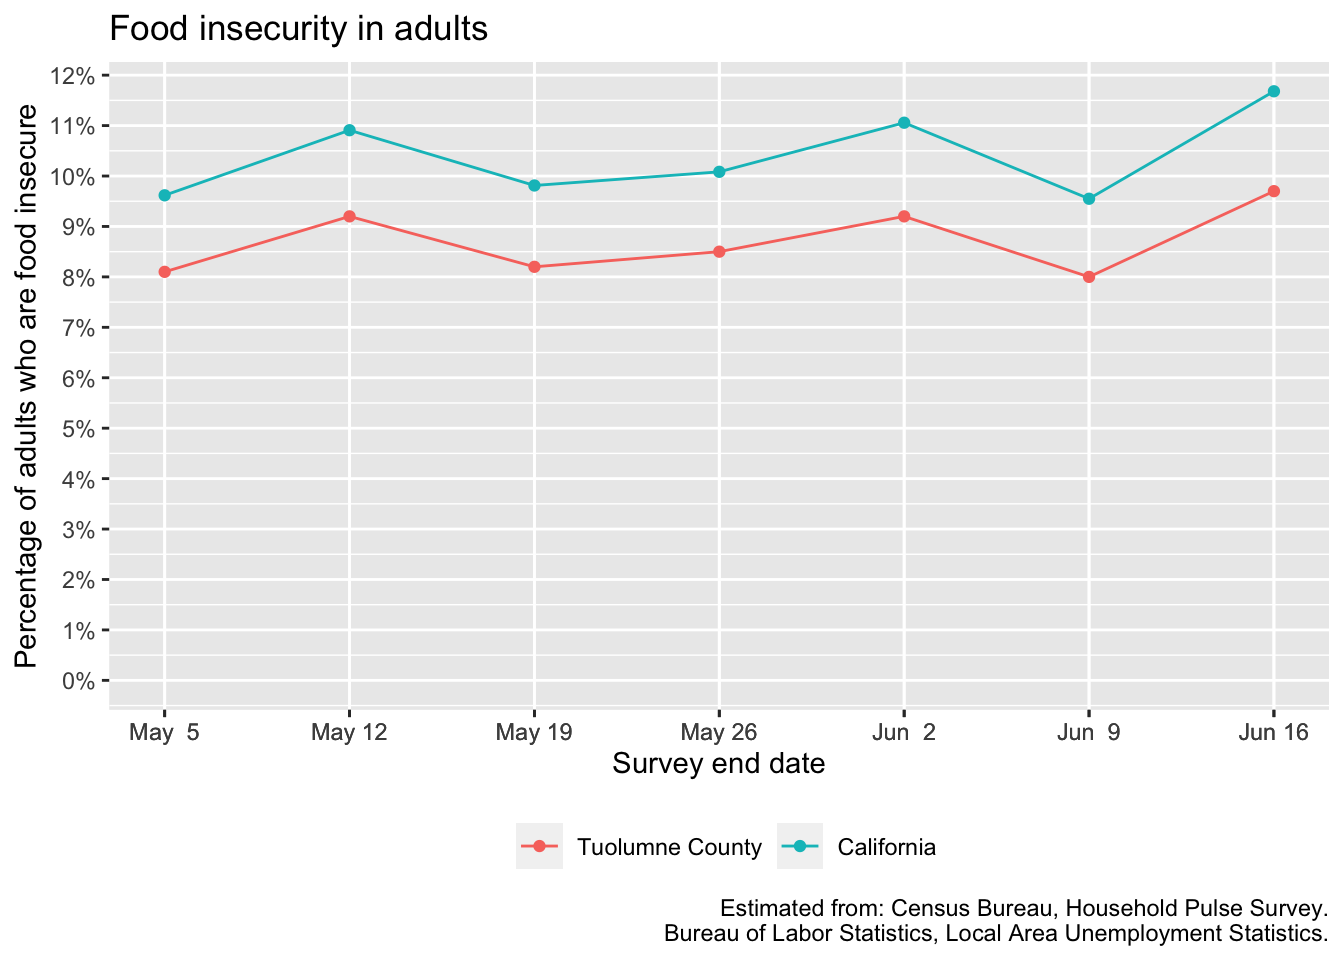 Food insecurity in adults
Percentage of adults who are food insecure
12%
11%
10%
9%
8%
7%
6%
5%
4%
3%
2%
1%
0%
May  5 May 12 May 19 May 26 Jun  2 Jun  9 Jun 16
Survey end date
Tuolumne County California
Estimated from: Census Bureau, Household Pulse Survey.
Bureau of Labor Statistics, Local Area Unemployment Statistics.